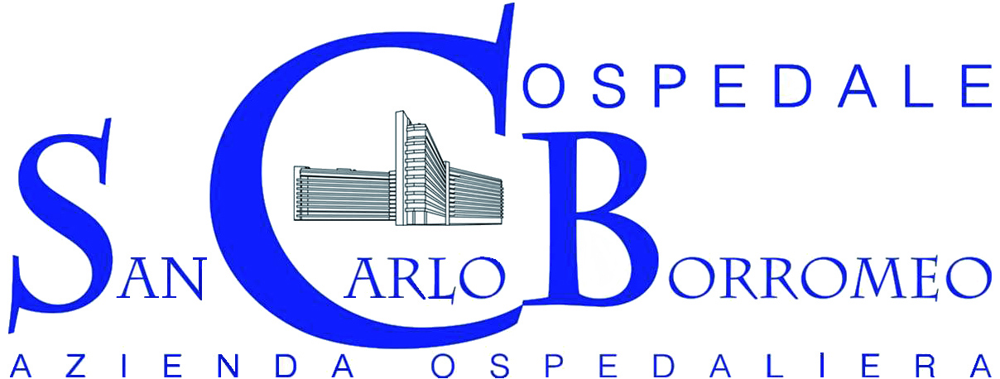 OSPEDALE
SAN CARLO BORROMEO
AZIENDA OSPEDALIERA